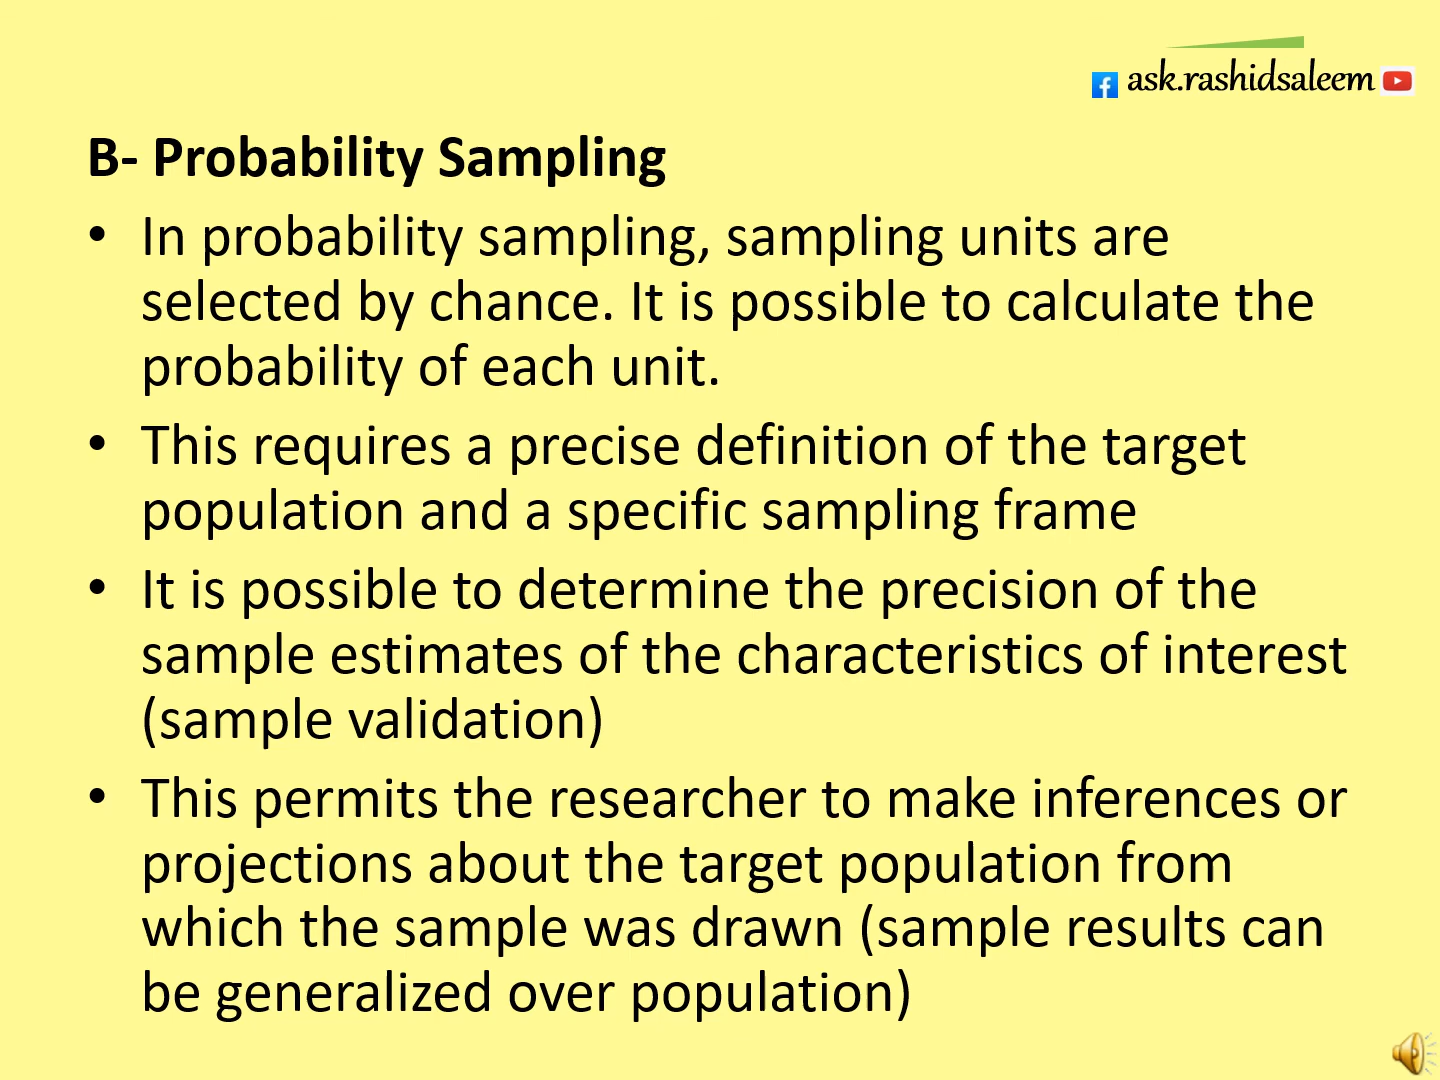 ask.rashidsaleem
B- Probability Sampling
• In probability sampling, sampling units are
selected by chance. It is possible to calculate the
probability of each unit.
• This requires a precise definition of the target
population and a specific sampling frame
• It is possible to determine the precision of the
sample estimates of the characteristics of interest
(sample validation)
• This permits the researcher to make inferences or
projections about the target population from
which the sample was drawn (sample results can
be generalized over population)